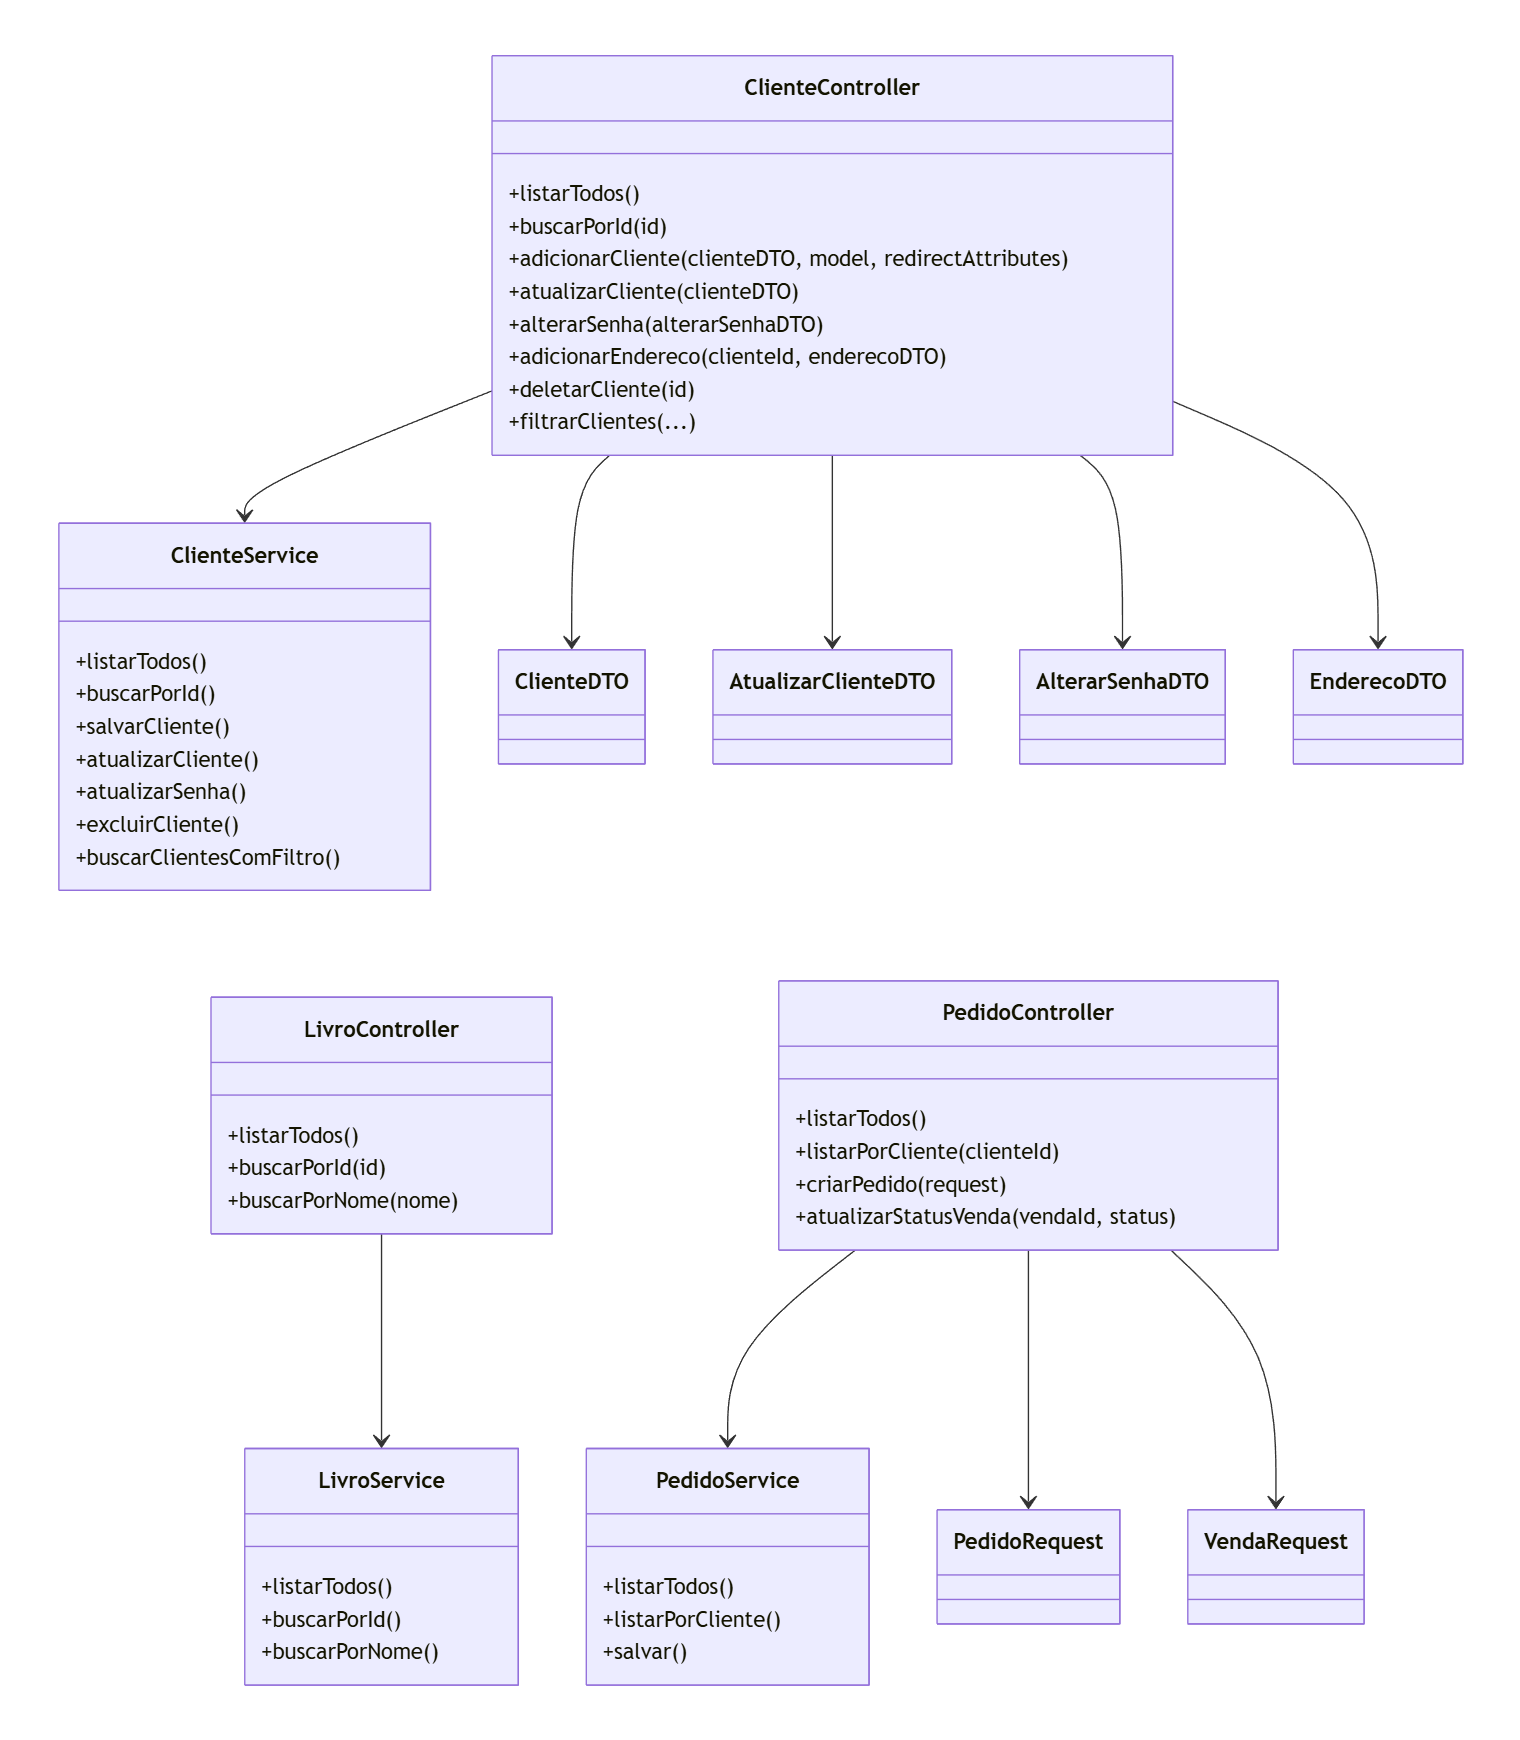 ClienteController
+listarTodos()
+buscarPorId(id)
+adicionarCliente(clienteDTO, model, redirectAttributes)
+atualizarCliente(clienteDTO)
+alterarSenha(alterarSenhaDTO)
+adicionarEndereco(clienteId, enderecoDTO)
+deletarCliente(id)
+filtrarClientes(...)
ClienteService
+listarTodos()
+buscarPorId()
+salvarCliente()
+atualizarCliente()
+atualizarSenha()
+excluirCliente()
+buscarClientesComFiltro()
ClienteDTO
AtualizarClienteDTO
AlterarSenhaDTO
EnderecoDTO
LivroController
+listarTodos()
+buscarPorId(id)
+buscarPorNome(nome)
PedidoController
+listarTodos()
+listarPorCliente(clienteId)
+criarPedido(request)
+atualizarStatusVenda(vendaId, status)
LivroService
+listarTodos()
+buscarPorId()
+buscarPorNome()
PedidoService
+listarTodos()
+listarPorCliente()
+salvar()
PedidoRequest
VendaRequest